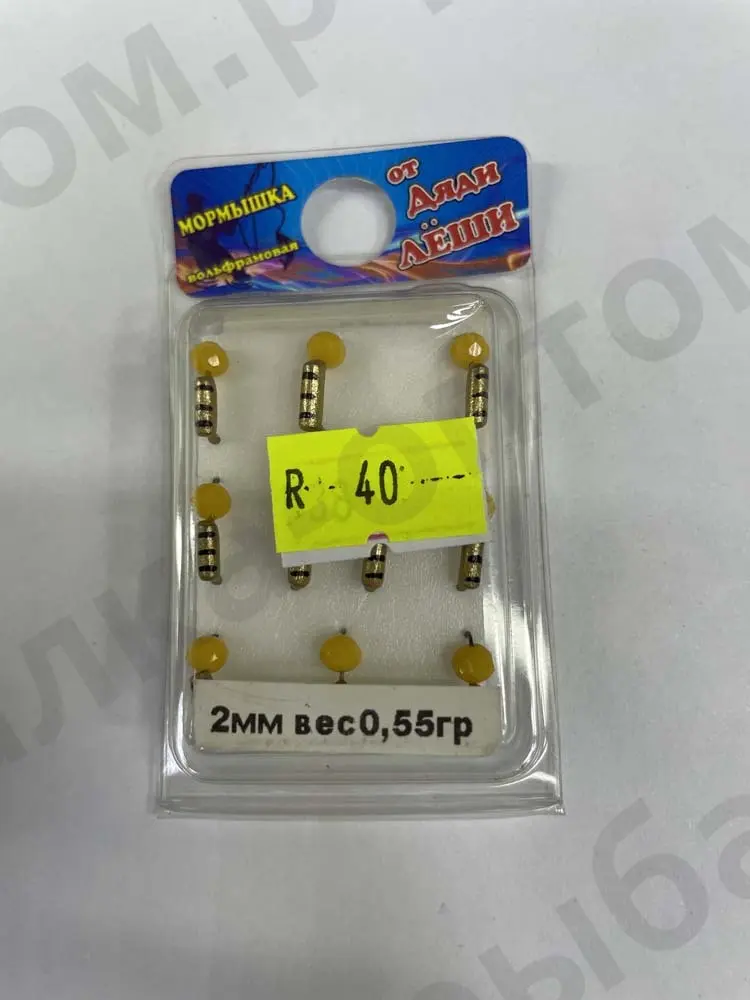 МОРМЫШКА
вольфрамовая
от
Дяди
ЛЁШИ
R 40
2мм вес0,55гр